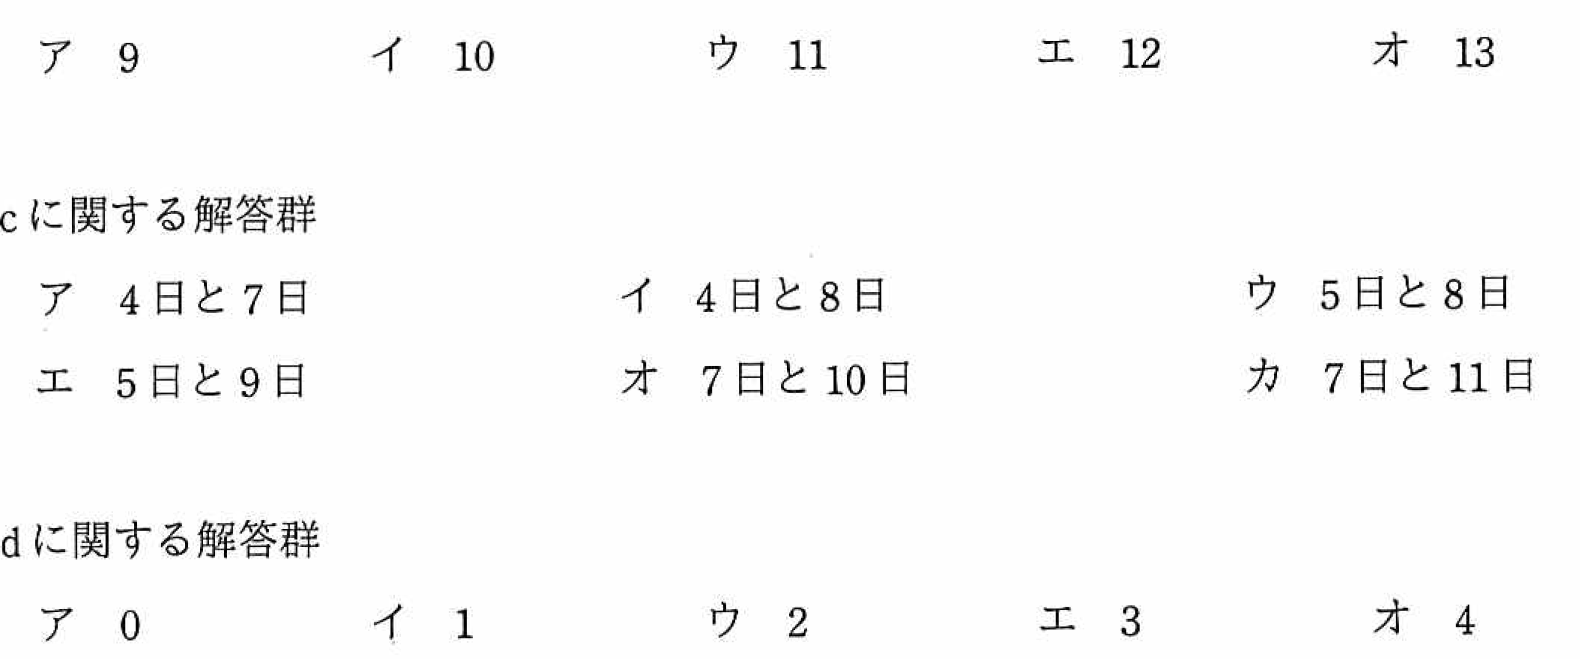 ア 9 イ 10 ウ 11 エ 12 オ 13
cに関する解答群
ア 4日と7日 イ 4日と8日 ウ 5日と8日
エ 5日と9日 オ 7日と10日 カ 7日と11日
dに関する解答群
ア 0 イ 1 ウ 2 エ 3 オ 4